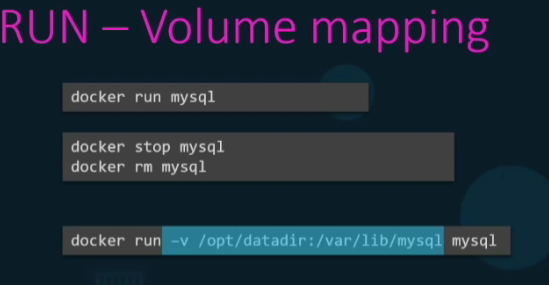 RUN – Volume mapping
docker run mysql
docker stop mysql
docker rm mysql
docker run –v /opt/datadir:/var/lib/mysql mysql